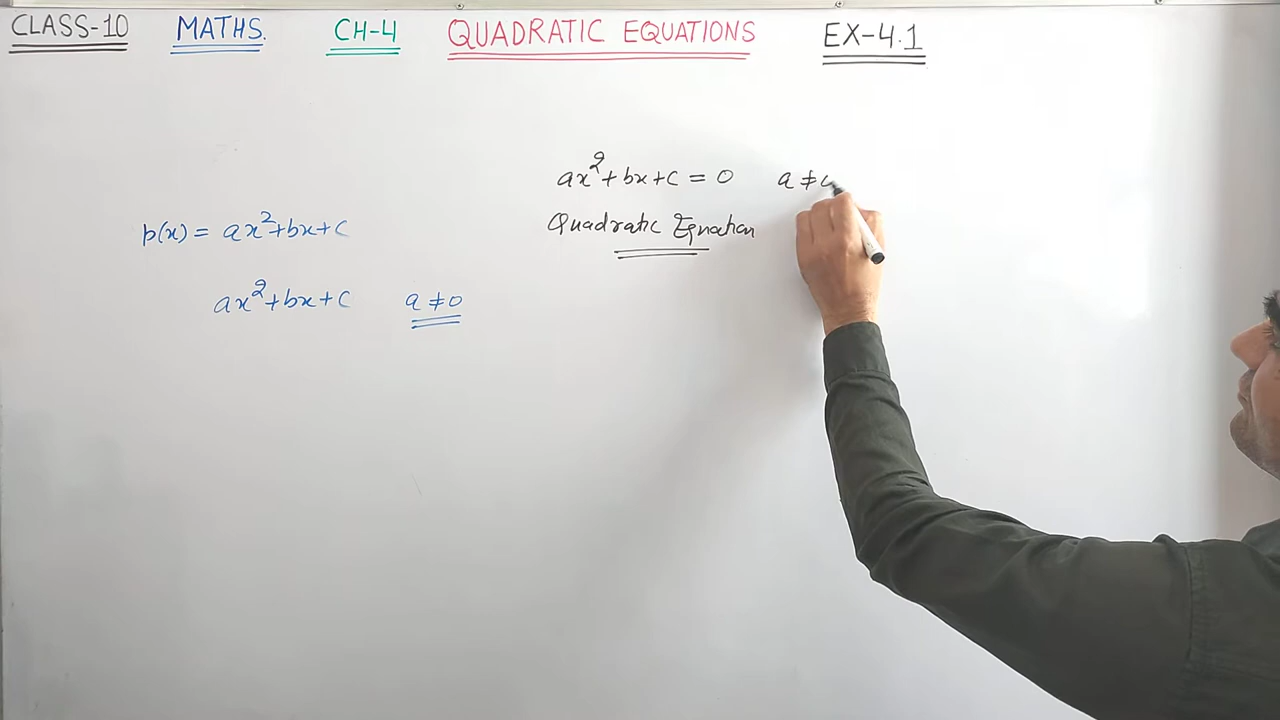 CLASS-10 MATHS. CH-4 QUADRATIC EQUATIONS EX-4.1
ax²+bx+c = 0 a ≠
Quadratic Equation
p(x) = ax²+bx+c
ax²+bx+c a ≠ 0